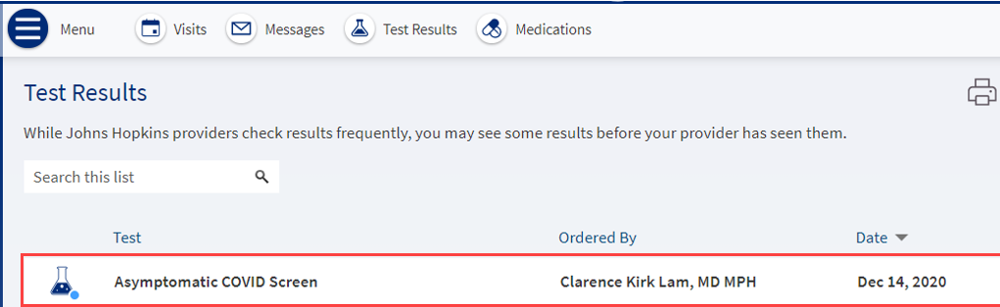 Menu Visits Messages Test Results Medications
Test Results
While Johns Hopkins providers check results frequently, you may see some results before your provider has seen them.
Search this list
Test Ordered By Date
Asymptomatic COVID Screen Clarence Kirk Lam, MD MPH Dec 14, 2020